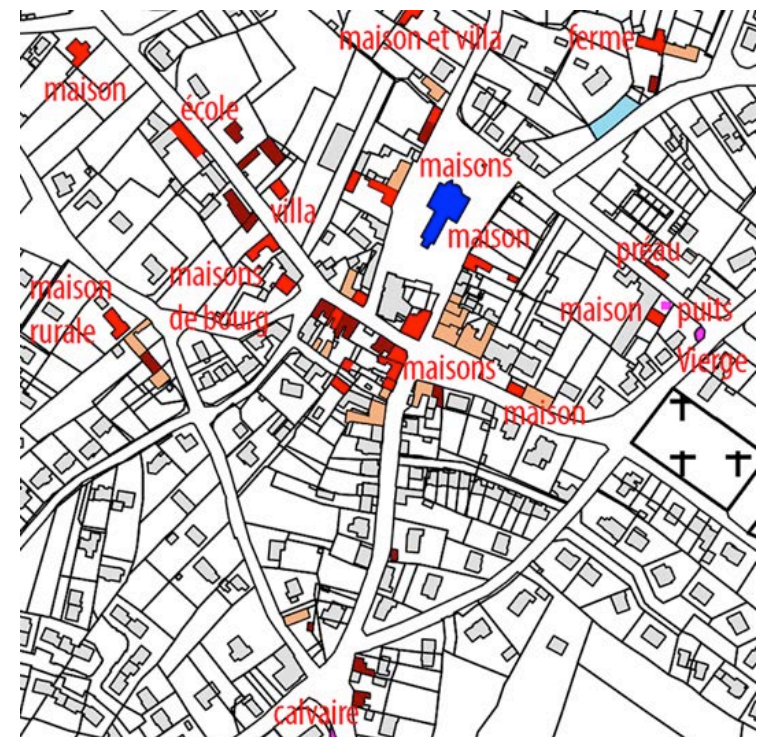 maison et villa
ferme
maison
école
maisons
villa
maison
préau
maisons
de bourg
maison
rurale
maison
puits
Vierge
maisons
maison
calvaire